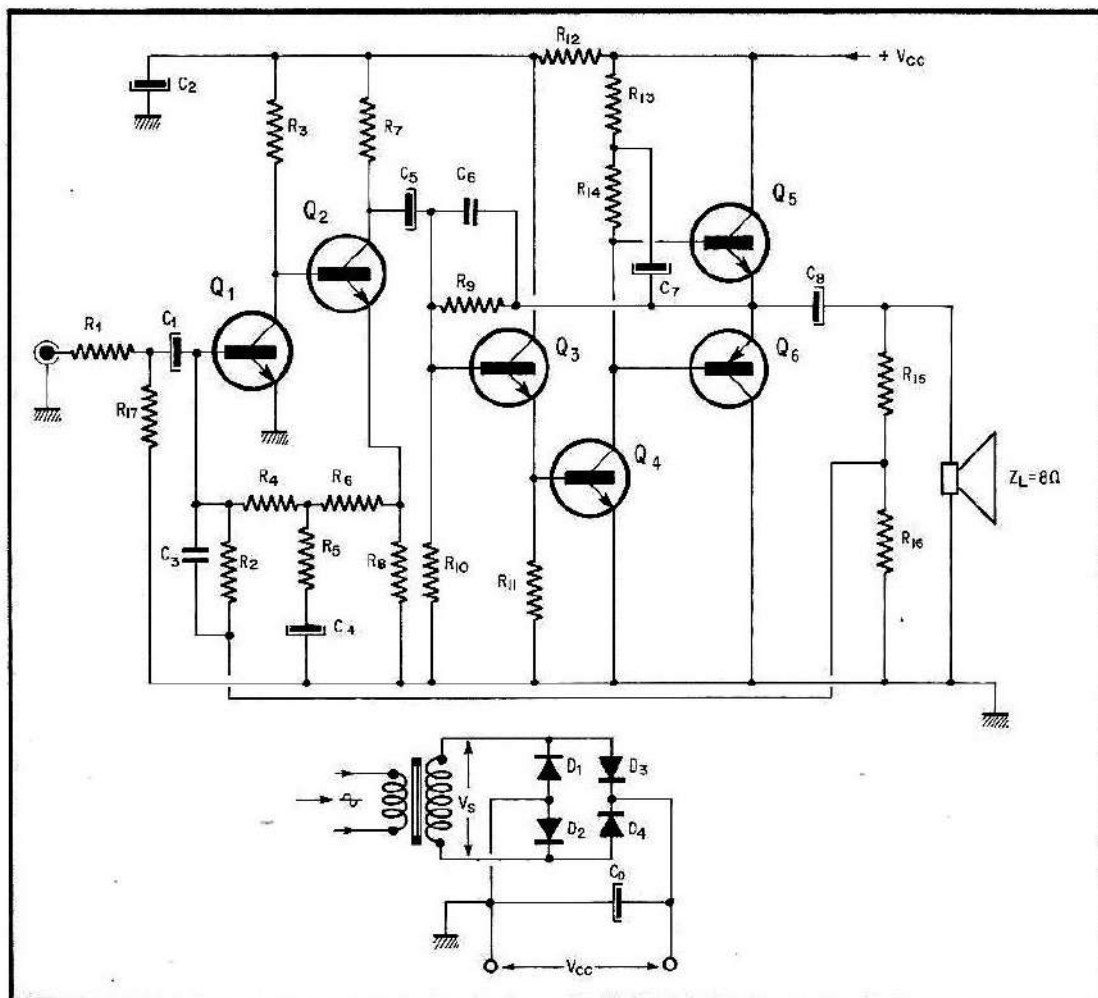 R12
+ VCC
C2
R3
R7
R13
C5
C6
R14
Q5
Q2
C7
C8
R9
Q1
R1
C1
Q3
Q6
R15
R17
Q4
R4
R6
ZL=8Ω
R16
C3
R2
R5
R8
R10
R11
C4
D1
D3
VS
D2
D4
C0
VCC